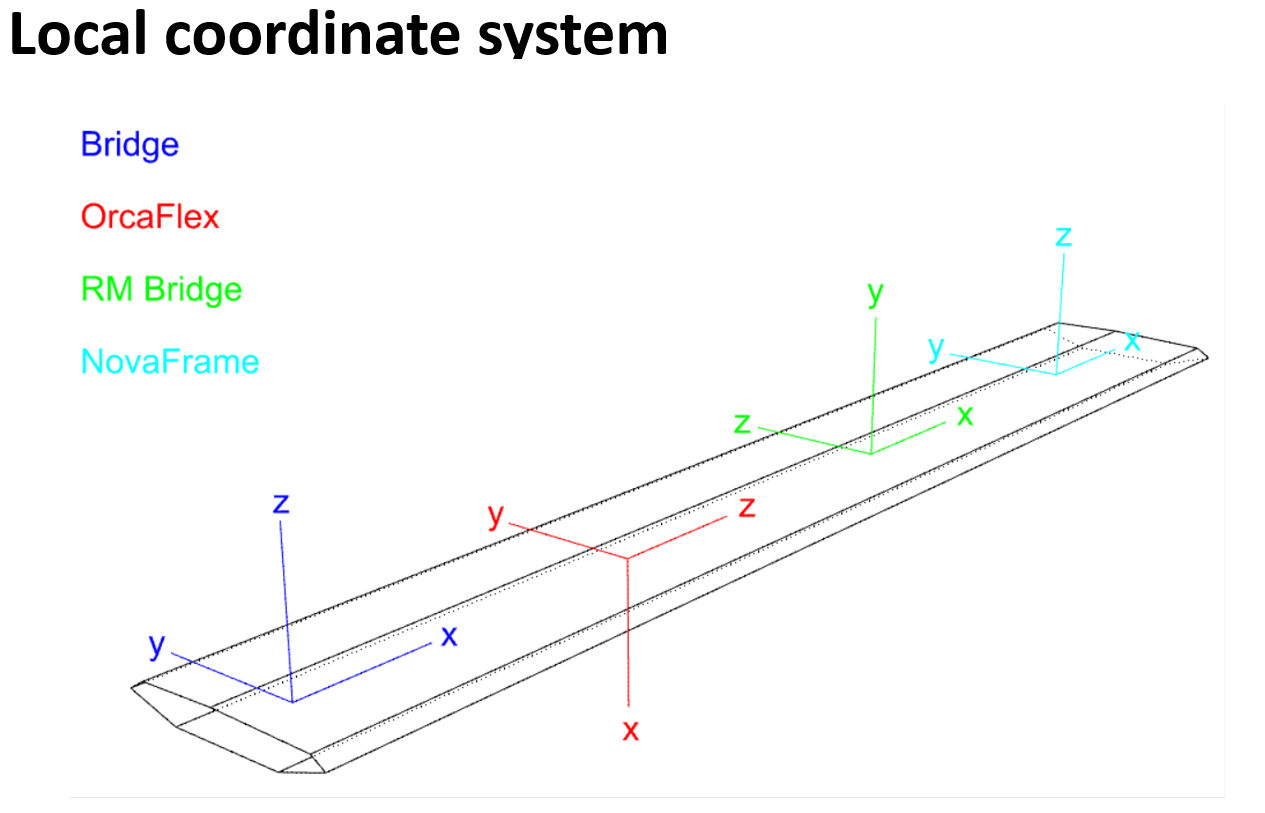 Local coordinate system
Bridge
OrcaFlex
RM Bridge
NovaFrame
z
y
x
y
z
x
y
z
x
z
y
x